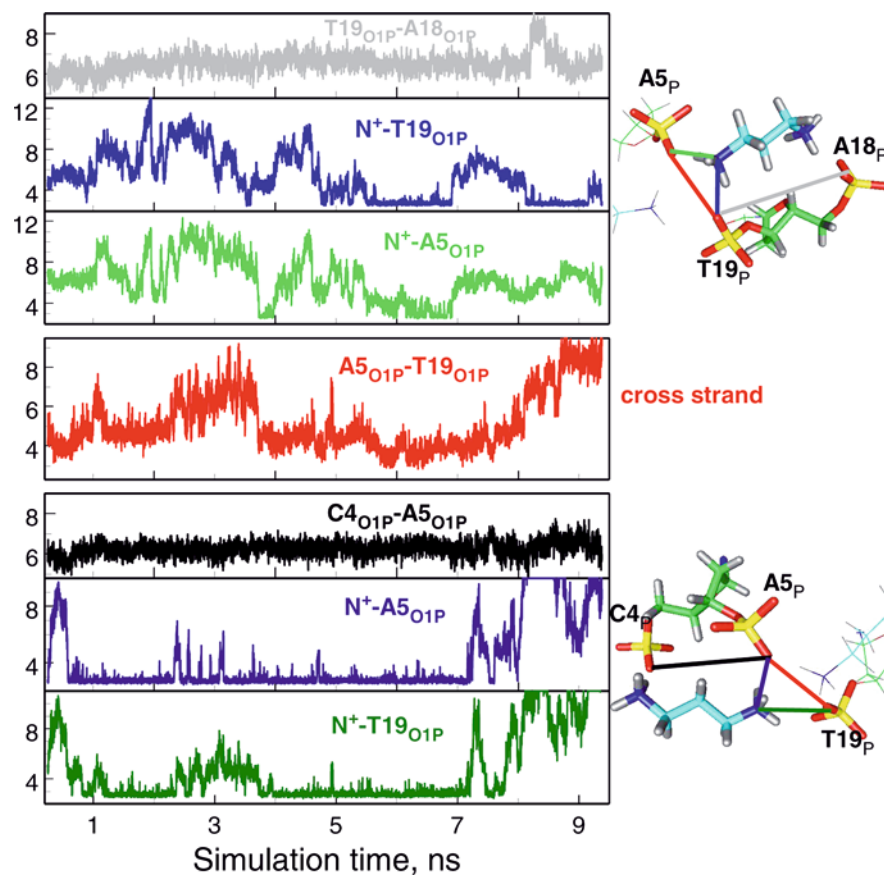 8
6
T19O1P-A18O1P
12
8
4
N+-T19O1P
12
8
4
N+-A5O1P
8
6
4
A5O1P-T19O1P
cross strand
8
6
C4O1P-A5O1P
8
4
N+-A5O1P
8
4
N+-T19O1P
1 3 5 7 9
Simulation time, ns
A5P
A18P
T19P
A5P
C4P
T19P